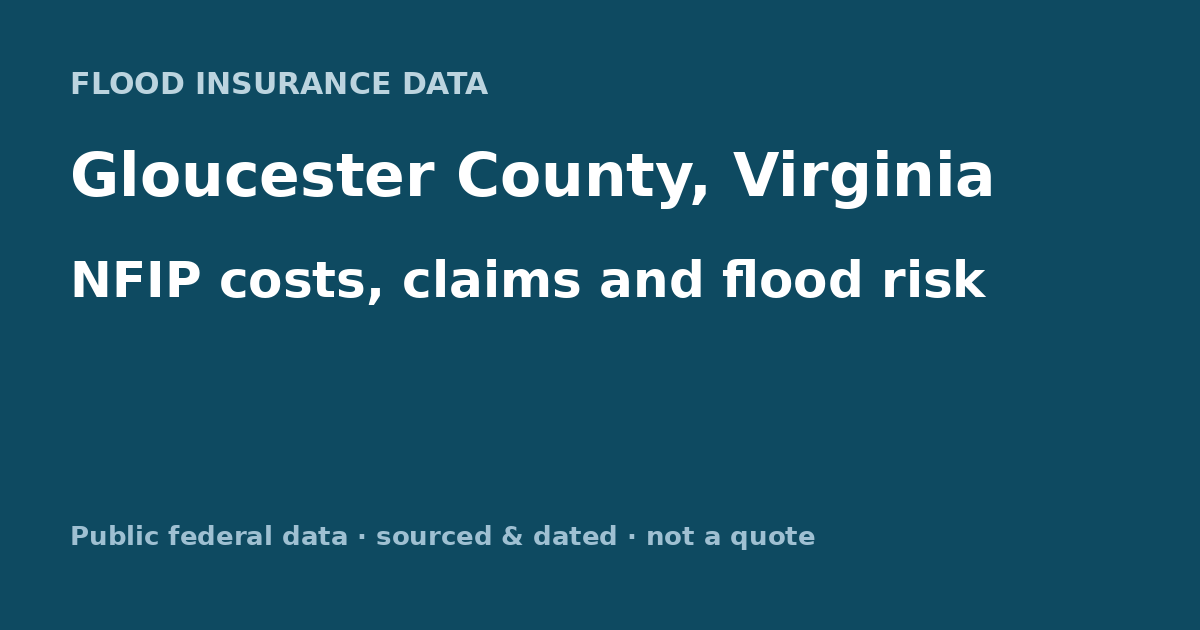 FLOOD INSURANCE DATA
Gloucester County, Virginia
NFIP costs, claims and flood risk
Public federal data · sourced & dated · not a quote